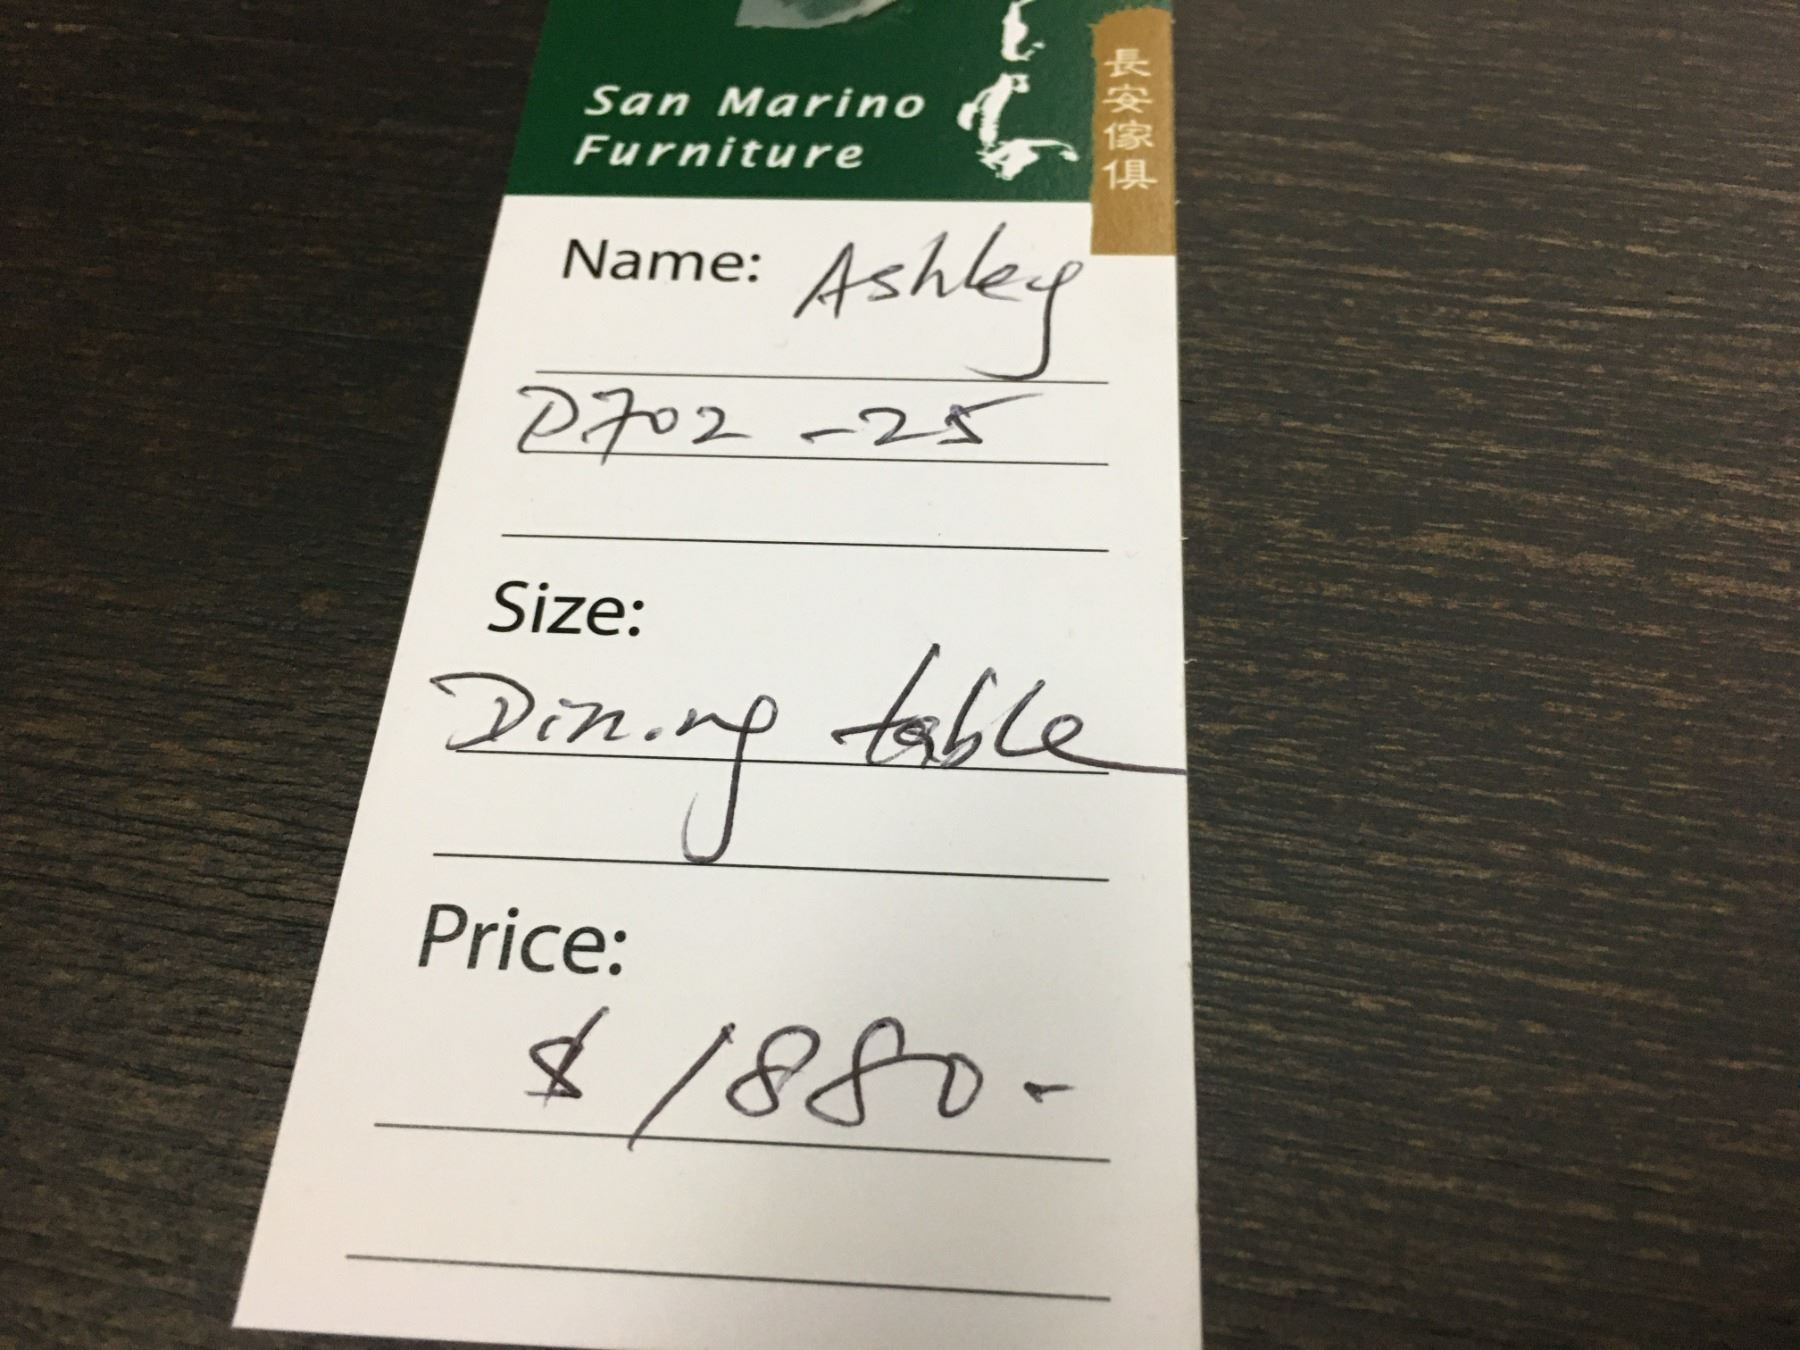 San Marino
Furniture
長安傢俱
Name: Ashley
D702 -25
Size:
Dining table
Price:
$ 1880-